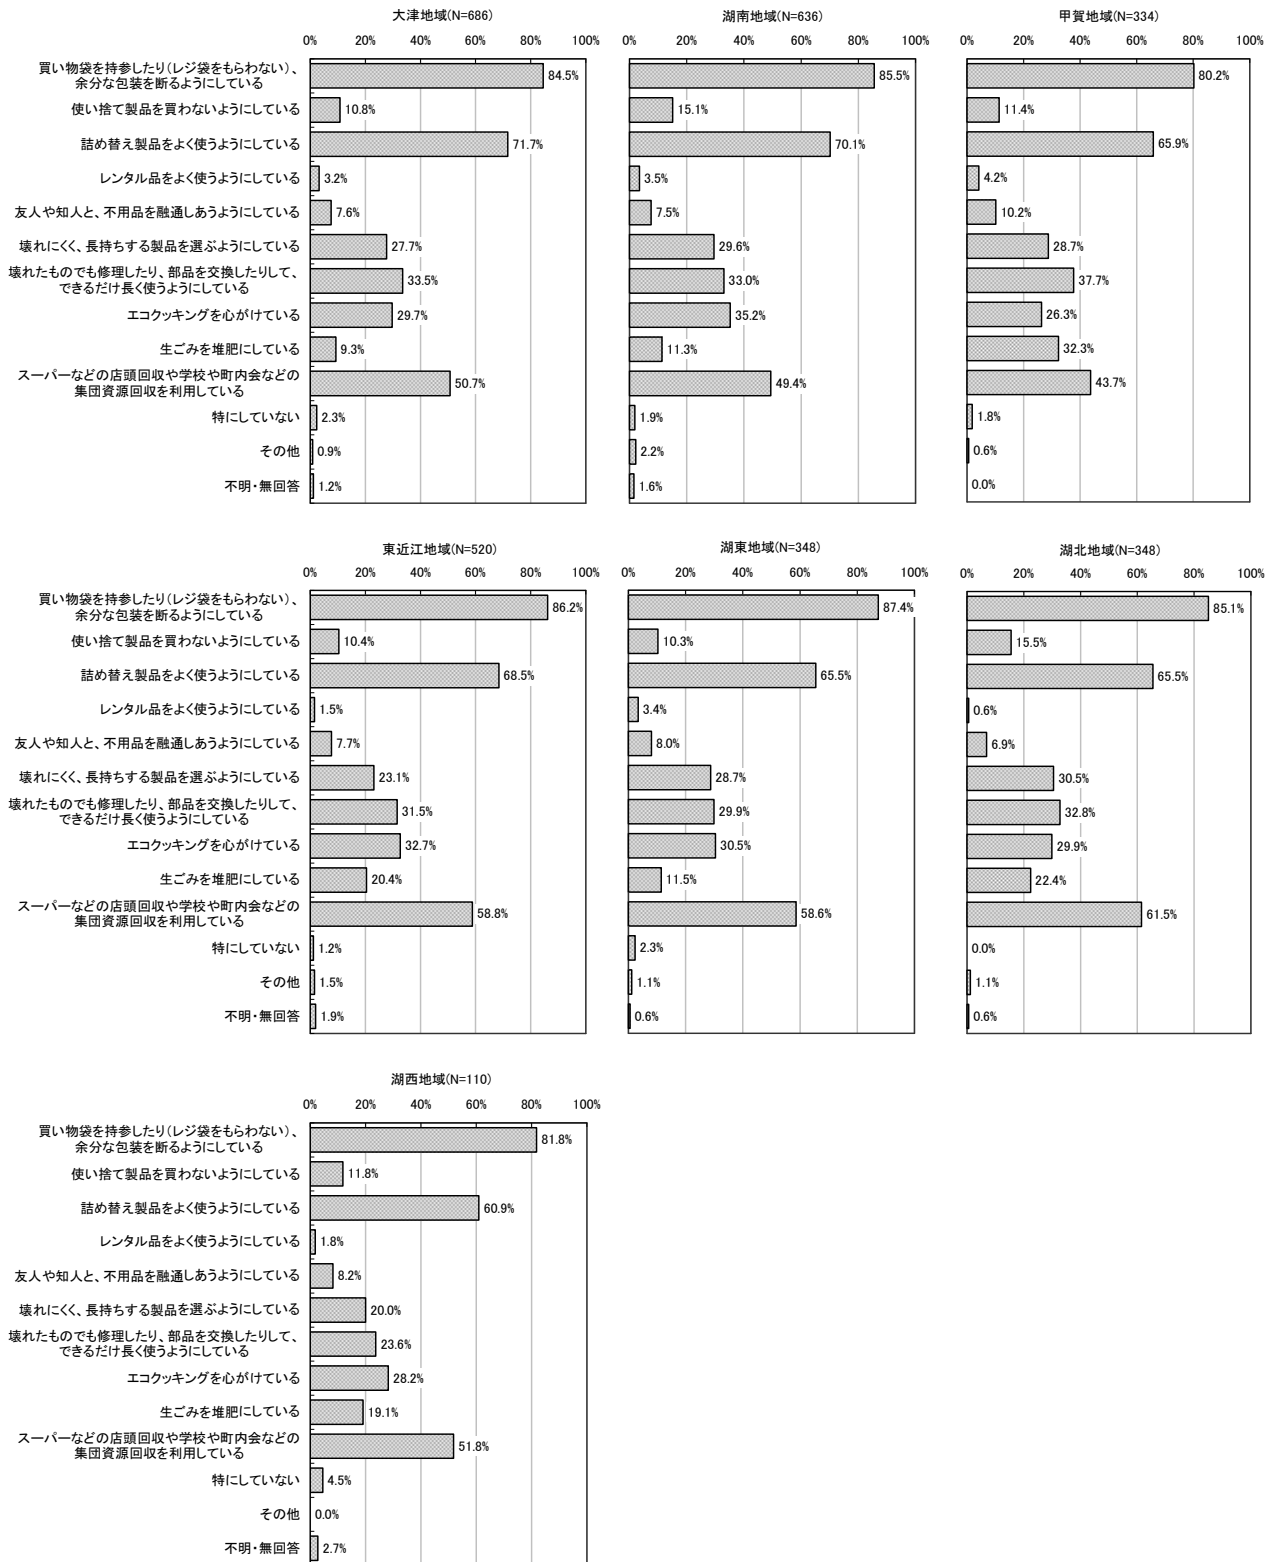 大津地域(N=686)
0% 20% 40% 60% 80% 100%
買い物袋を持参したり(レジ袋をもらわない)、
余分な包装を断るようにしている
84.5%
使い捨て製品を買わないようにしている
10.8%
詰め替え製品をよく使うようにしている
71.7%
レンタル品をよく使うようにしている
3.2%
友人や知人と、不用品を融通しあうようにしている
7.6%
壊れにくく、長持ちする製品を選ぶようにしている
27.7%
壊れたものでも修理したり、部品を交換したりして、
できるだけ長く使うようにしている
33.5%
エコクッキングを心がけている
29.7%
生ごみを堆肥にしている
9.3%
スーパーなどの店頭回収や学校や町内会などの
集団資源回収を利用している
50.7%
特にしていない
2.3%
その他
0.9%
不明・無回答
1.2%
湖南地域(N=636)
0% 20% 40% 60% 80% 100%
85.5%
15.1%
70.1%
3.5%
7.5%
29.6%
33.0%
35.2%
11.3%
49.4%
1.9%
2.2%
1.6%
甲賀地域(N=334)
0% 20% 40% 60% 80% 100%
80.2%
11.4%
65.9%
4.2%
10.2%
28.7%
37.7%
26.3%
32.3%
43.7%
1.8%
0.6%
0.0%
東近江地域(N=520)
0% 20% 40% 60% 80% 100%
買い物袋を持参したり(レジ袋をもらわない)、
余分な包装を断るようにしている
86.2%
使い捨て製品を買わないようにしている
10.4%
詰め替え製品をよく使うようにしている
68.5%
レンタル品をよく使うようにしている
1.5%
友人や知人と、不用品を融通しあうようにしている
7.7%
壊れにくく、長持ちする製品を選ぶようにしている
23.1%
壊れたものでも修理したり、部品を交換したりして、
できるだけ長く使うようにしている
31.5%
エコクッキングを心がけている
32.7%
生ごみを堆肥にしている
20.4%
スーパーなどの店頭回収や学校や町内会などの
集団資源回収を利用している
58.8%
特にしていない
1.2%
その他
1.5%
不明・無回答
1.9%
湖東地域(N=348)
0% 20% 40% 60% 80% 100%
87.4%
10.3%
65.5%
3.4%
8.0%
28.7%
29.9%
30.5%
11.5%
58.6%
2.3%
1.1%
0.6%
湖北地域(N=348)
0% 20% 40% 60% 80% 100%
85.1%
15.5%
65.5%
0.6%
6.9%
30.5%
32.8%
29.9%
22.4%
61.5%
0.0%
1.1%
0.6%
湖西地域(N=110)
0% 20% 40% 60% 80% 100%
買い物袋を持参したり(レジ袋をもらわない)、
余分な包装を断るようにしている
81.8%
使い捨て製品を買わないようにしている
11.8%
詰め替え製品をよく使うようにしている
60.9%
レンタル品をよく使うようにしている
1.8%
友人や知人と、不用品を融通しあうようにしている
8.2%
壊れにくく、長持ちする製品を選ぶようにしている
20.0%
壊れたものでも修理したり、部品を交換したりして、
できるだけ長く使うようにしている
23.6%
エコクッキングを心がけている
28.2%
生ごみを堆肥にしている
19.1%
スーパーなどの店頭回収や学校や町内会などの
集団資源回収を利用している
51.8%
特にしていない
4.5%
その他
0.0%
不明・無回答
2.7%